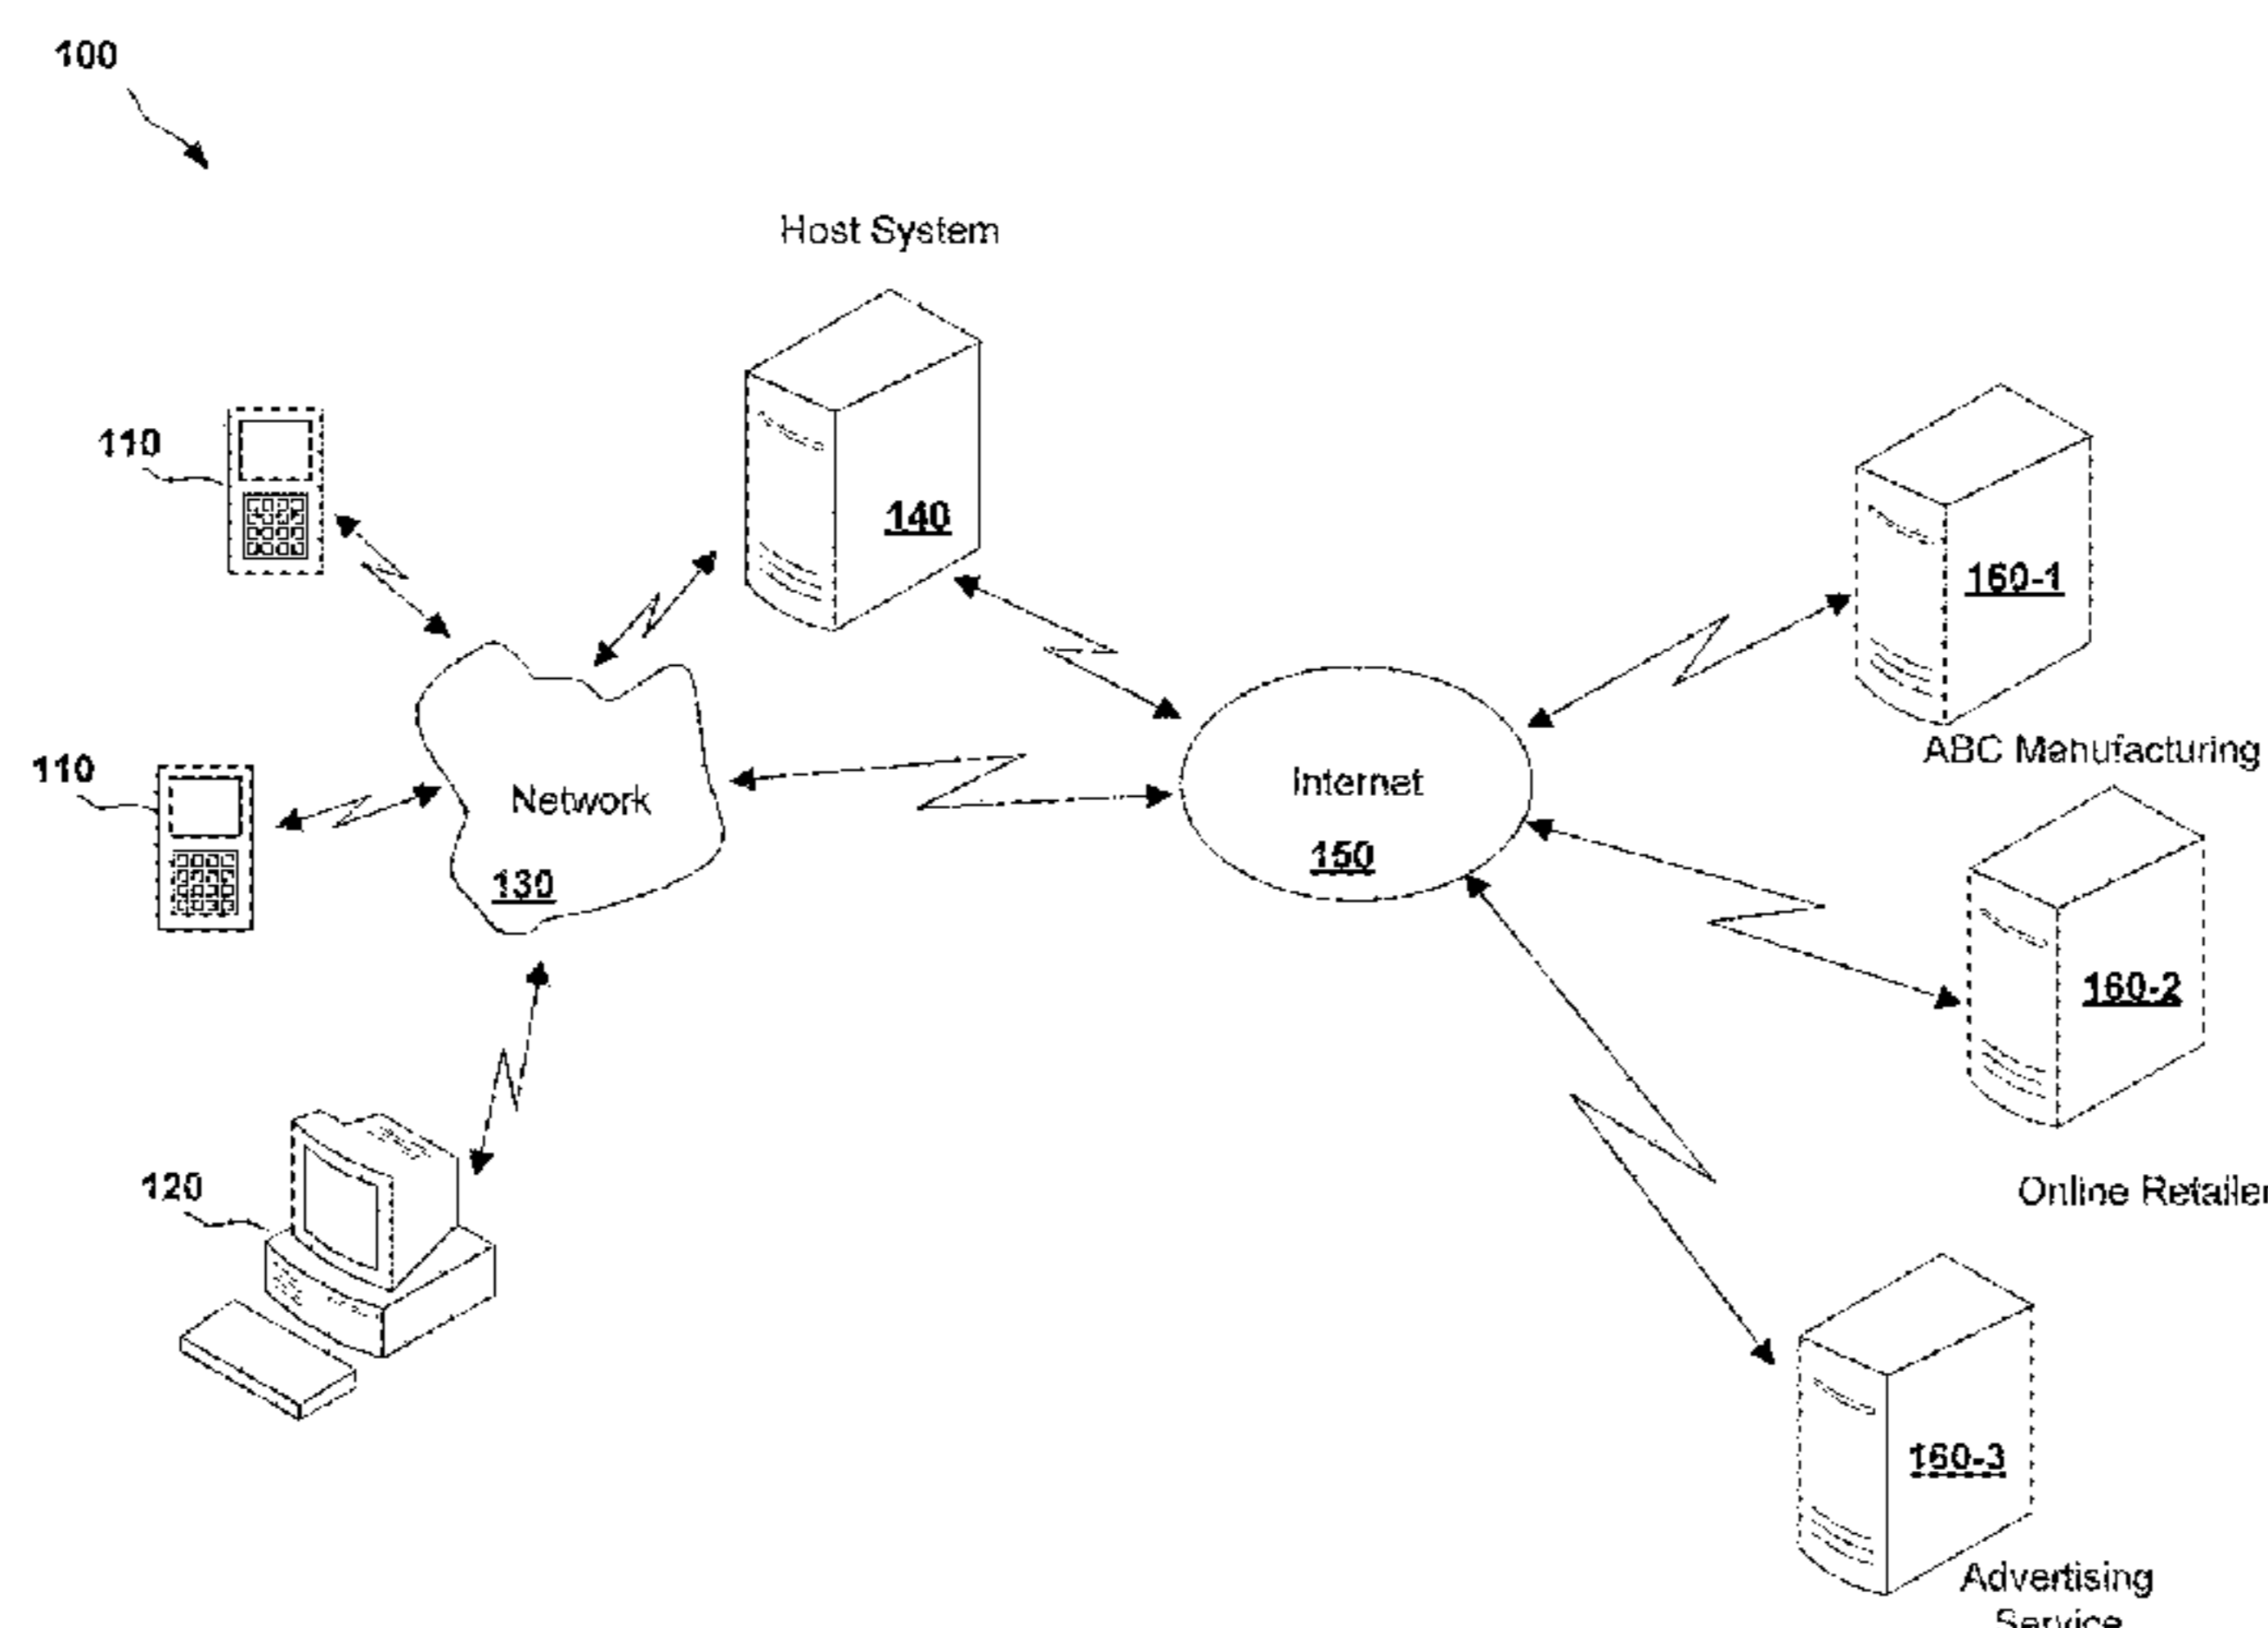 100
Host System
110
140
160-1
ABC Manufacturing
110
Network
130
Internet
150
160-2
120
Online Retailer
160-3
Advertising
Service